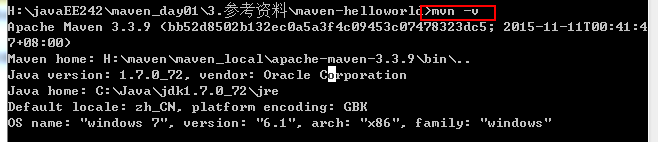 H:\javaEE242\maven_day01\3.参考资料\maven-helloworld>mvn -v
Apache Maven 3.3.9 (bb52d8502b132ec0a5a3f4c09453c07478323dc5; 2015-11-11T00:41:4
7+08:00)
Maven home: H:\maven\maven_local\apache-maven-3.3.9\bin\..
Java version: 1.7.0_72, vendor: Oracle Corporation
Java home: C:\Java\jdk1.7.0_72\jre
Default locale: zh_CN, platform encoding: GBK
OS name: "windows 7", version: "6.1", arch: "x86", family: "windows"